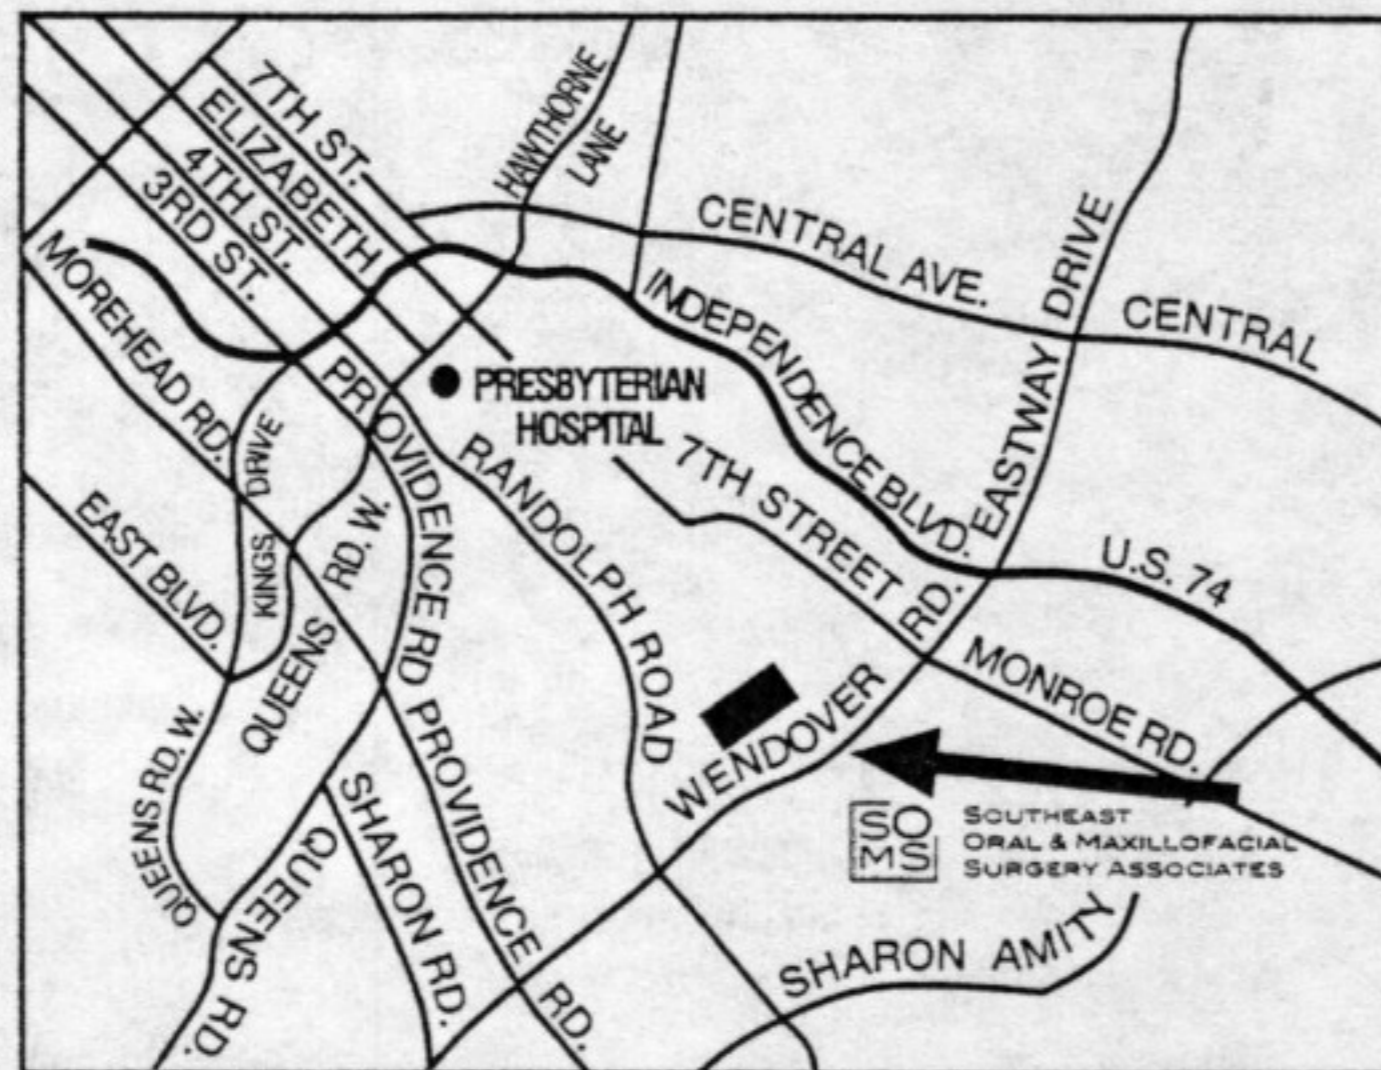 7TH ST.
ELIZABETH
4TH ST.
3RD ST.
HAWTHORNE
LANE
CENTRAL AVE.
CENTRAL
EASTWAY DRIVE
INDEPENDENCE BLVD.
MOREHEAD RD.
PRESBYTERIAN
HOSPITAL
7TH STREET
RANDOLPH ROAD
PROVIDENCE RD
PROVIDENCE RD.
KINGS DRIVE
EAST BLVD.
QUEENS RD. W.
QUEENS RD. W.
QUEENS RD.
SHARON RD.
WENDOVER RD.
U.S. 74
MONROE RD.
SO
MS
SOUTHEAST
ORAL & MAXILLOFACIAL
SURGERY ASSOCIATES
SHARON AMITY